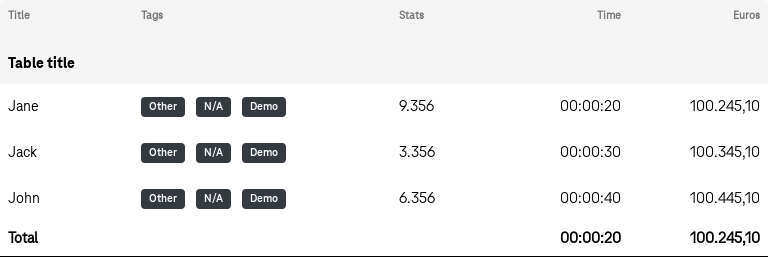 Title Tags Stats Time Euros
Table title
Jane Other N/A Demo 9.356 00:00:20 100.245,10
Jack Other N/A Demo 3.356 00:00:30 100.345,10
John Other N/A Demo 6.356 00:00:40 100.445,10
Total 00:00:20 100.245,10